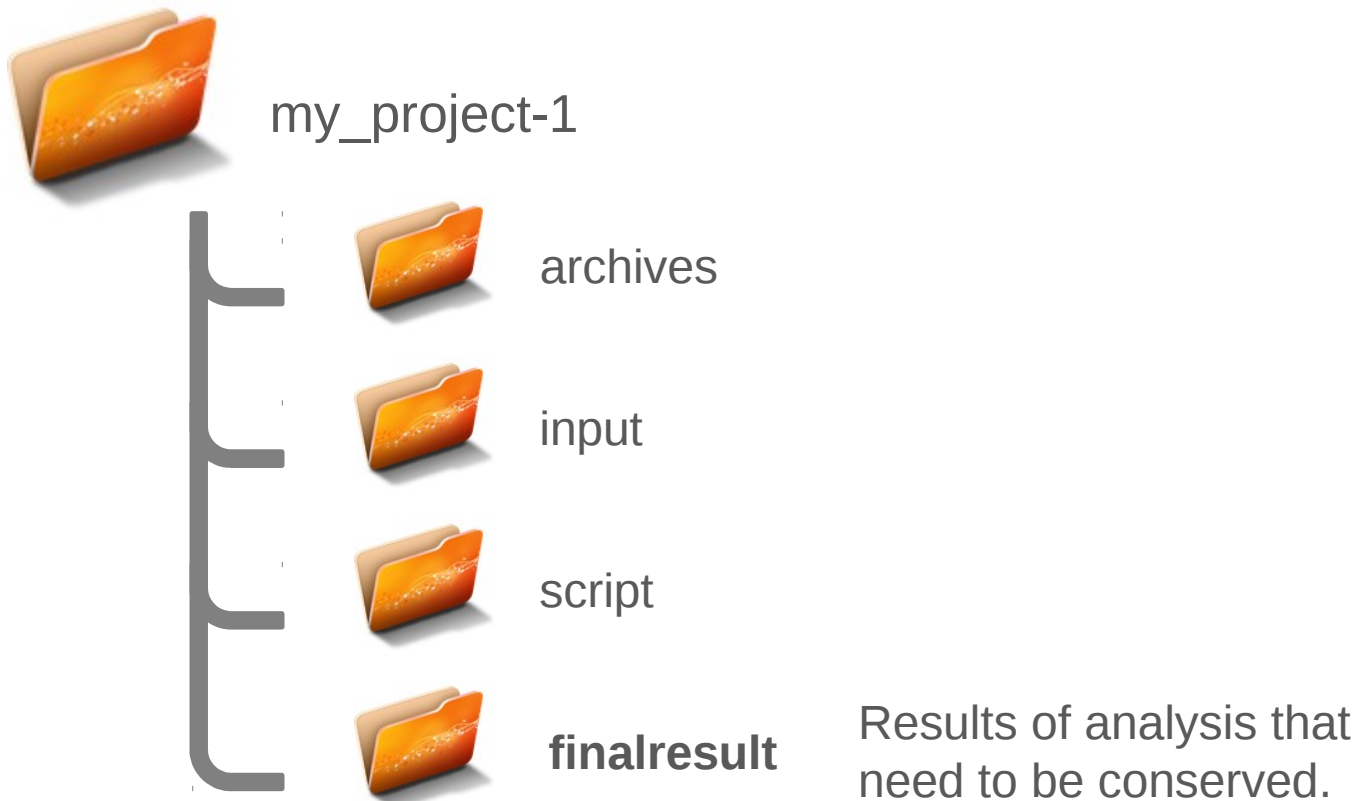 my_project-1
archives
input
script
finalresult
Results of analysis that
need to be conserved.